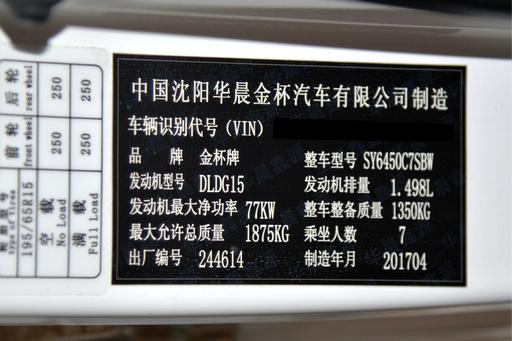 中国沈阳华晨金杯汽车有限公司制造
车辆识别代号 (VIN)
品 牌 金杯牌 整车型号 SY6450C7SBW
发动机型号 DLDG15 发动机排量 1.498L
发动机最大净功率 77KW 整车整备质量 1350KG
最大允许总质量 1875KG 乘坐人数 7
出厂编号 244614 制造年月 201704
type of tires
195/65R15
空 载
No Load
满 载
Full Load
前 轮
front wheel
250
250
后 轮
rear wheel
250
250